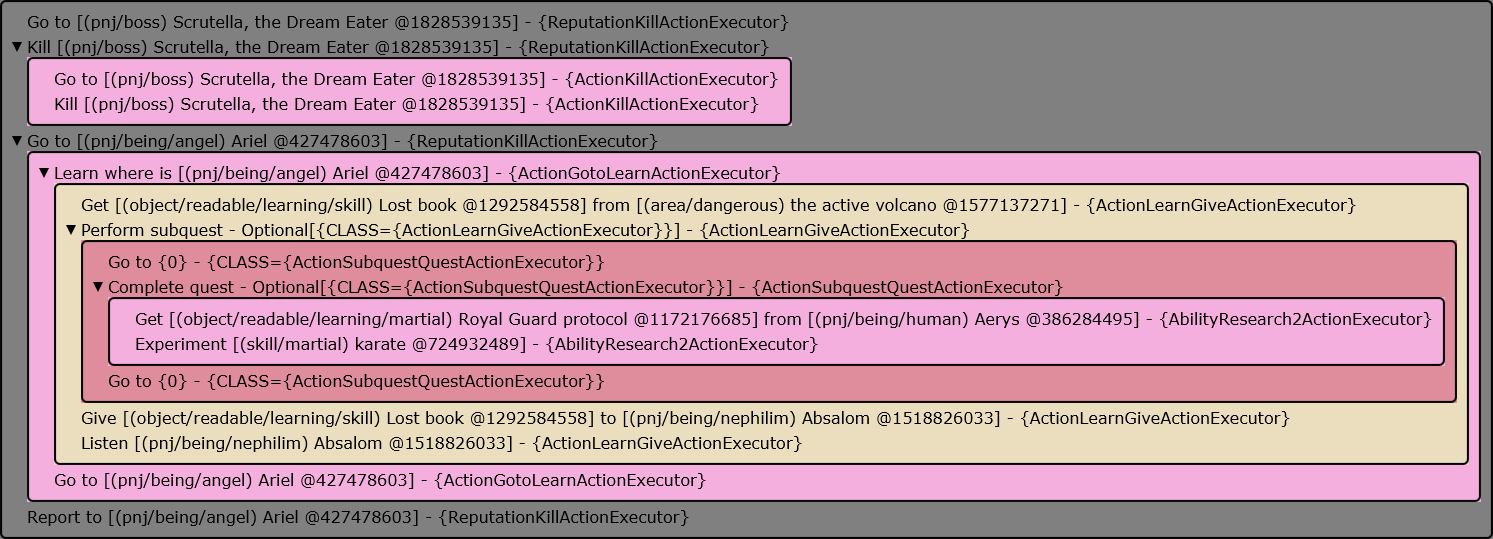 Go to [(pnj/boss) Scrutella, the Dream Eater @1828539135] - {ReputationKillActionExecutor}
▼ Kill [(pnj/boss) Scrutella, the Dream Eater @1828539135] - {ReputationKillActionExecutor}
Go to [(pnj/boss) Scrutella, the Dream Eater @1828539135] - {ActionKillActionExecutor}
Kill [(pnj/boss) Scrutella, the Dream Eater @1828539135] - {ActionKillActionExecutor}
▼ Go to [(pnj/being/angel) Ariel @427478603] - {ReputationKillActionExecutor}
▼ Learn where is [(pnj/being/angel) Ariel @427478603] - {ActionGotoLearnActionExecutor}
Get [(object/readable/learning/skill) Lost book @1292584558] from [(area/dangerous) the active volcano @1577137271] - {ActionLearnGiveActionExecutor}
▼ Perform subquest - Optional[{CLASS={ActionLearnGiveActionExecutor}}] - {ActionLearnGiveActionExecutor}
Go to {0} - {CLASS={ActionSubquestQuestActionExecutor}}
▼ Complete quest - Optional[{CLASS={ActionSubquestQuestActionExecutor}}] - {ActionSubquestQuestActionExecutor}
Get [(object/readable/learning/martial) Royal Guard protocol @1172176685] from [(pnj/being/human) Aerys @386284495] - {AbilityResearch2ActionExecutor}
Experiment [(skill/martial) karate @724932489] - {AbilityResearch2ActionExecutor}
Go to {0} - {CLASS={ActionSubquestQuestActionExecutor}}
Give [(object/readable/learning/skill) Lost book @1292584558] to [(pnj/being/nephilim) Absalom @1518826033] - {ActionLearnGiveActionExecutor}
Listen [(pnj/being/nephilim) Absalom @1518826033] - {ActionLearnGiveActionExecutor}
Go to [(pnj/being/angel) Ariel @427478603] - {ActionGotoLearnActionExecutor}
Report to [(pnj/being/angel) Ariel @427478603] - {ReputationKillActionExecutor}